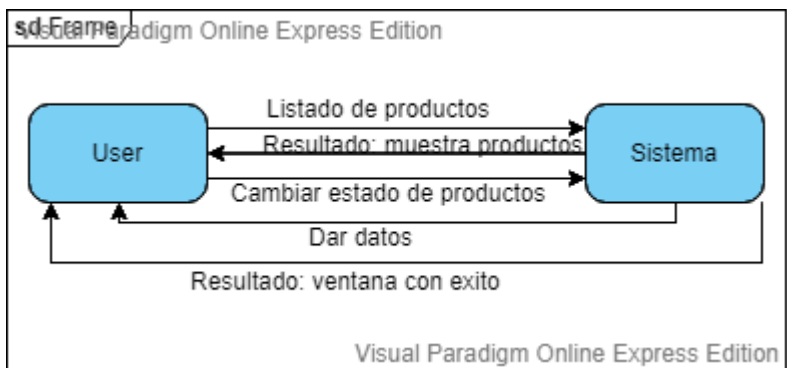 sd Frame
Visual Paradigm Online Express Edition
Listado de productos
User
Resultado: muestra productos
Sistema
Cambiar estado de productos
Dar datos
Resultado: ventana con exito
Visual Paradigm Online Express Edition